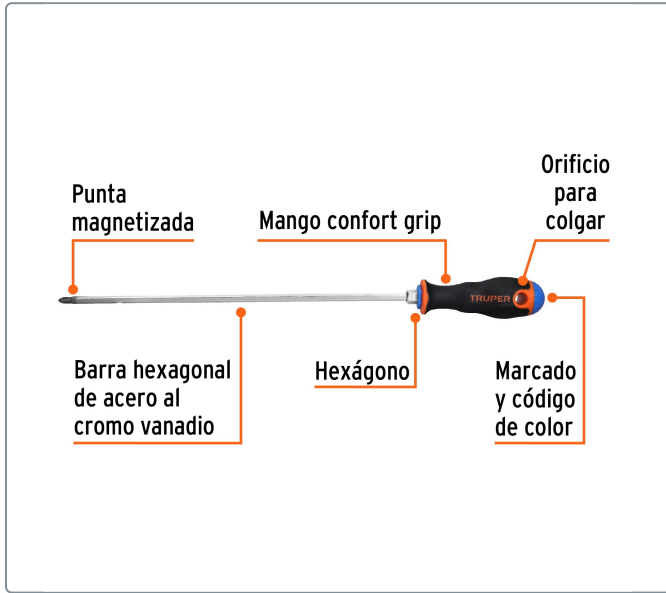 Orificio
para
colgar
Punta
magnetizada
Mango confort grip
TRUPER
Barra hexagonal
de acero al
cromo vanadio
Hexágono
Marcado
y código
de color